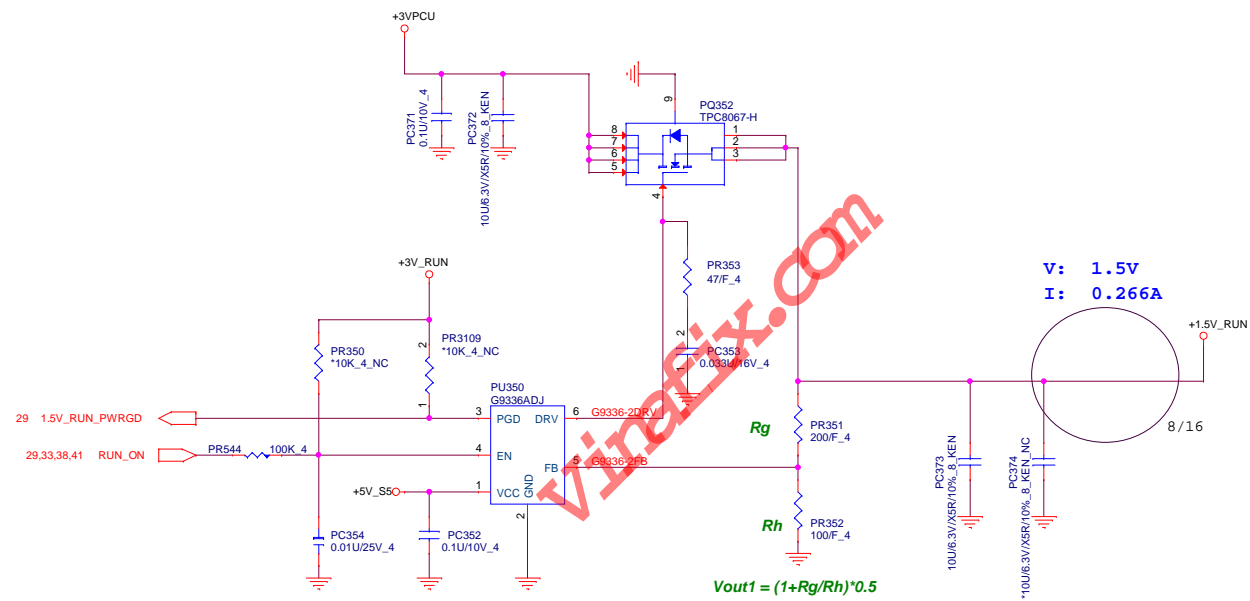 +3VPCU
PC371
0.1U/10V_4
PC372
10U/6.3V/X5R/10%_8_KEN
9
PQ352
TPC8067-H
8
7
6
5
1
2
3
4
PR353
47/F_4
2
1
PC353
0.033U/16V_4
V: 1.5V
I: 0.266A
+1.5V_RUN
8/16
+3V_RUN
PR350
*10K_4_NC
2
PR3109
*10K_4_NC
1
PU350
G9336ADJ
29 1.5V_RUN_PWRGD
3 PGD DRV 6 G9336-2DRV
29,33,38,41 RUN_ON
PR544 100K_4
4 EN
FB 5 G9336-2FB
+5V_S5
1 VCC
GND
2
PC354
0.01U/25V_4
PC352
0.1U/10V_4
Rg
PR351
200/F_4
Rh
PR352
100/F_4
PC373
10U/6.3V/X5R/10%_8_KEN
PC374
*10U/6.3V/X5R/10%_8_KEN_NC
Vout1 = (1+Rg/Rh)*0.5
Vinafix.com